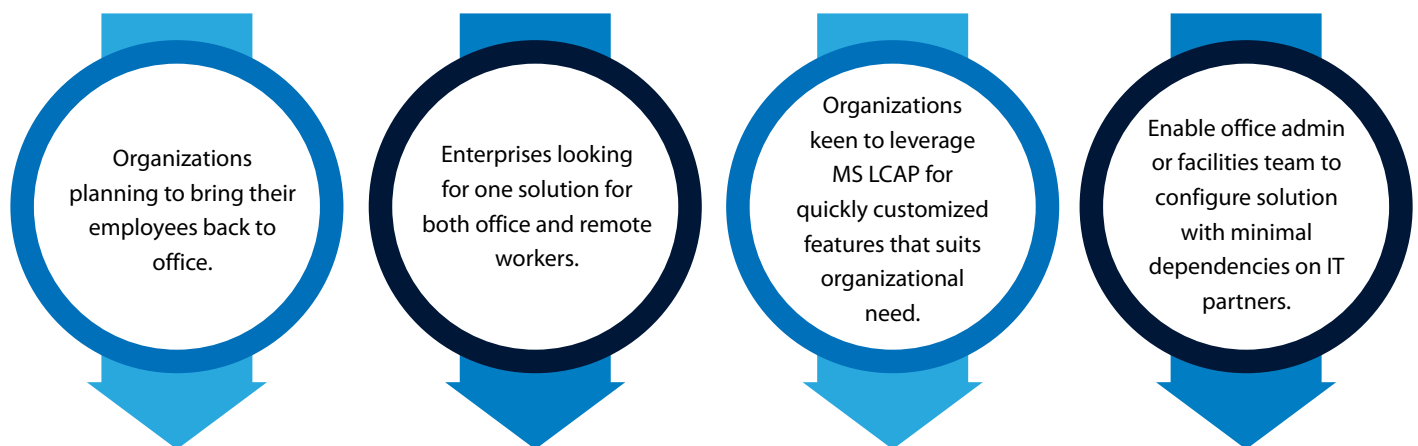 Organizations
planning to bring their
employees back to
office.
Enterprises looking
for one solution for
both office and remote
workers.
Organizations
keen to leverage
MS LCAP for
quickly customized
features that suits
organizational
need.
Enable office admin
or facilities team to
configure solution
with minimal
dependencies on IT
partners.